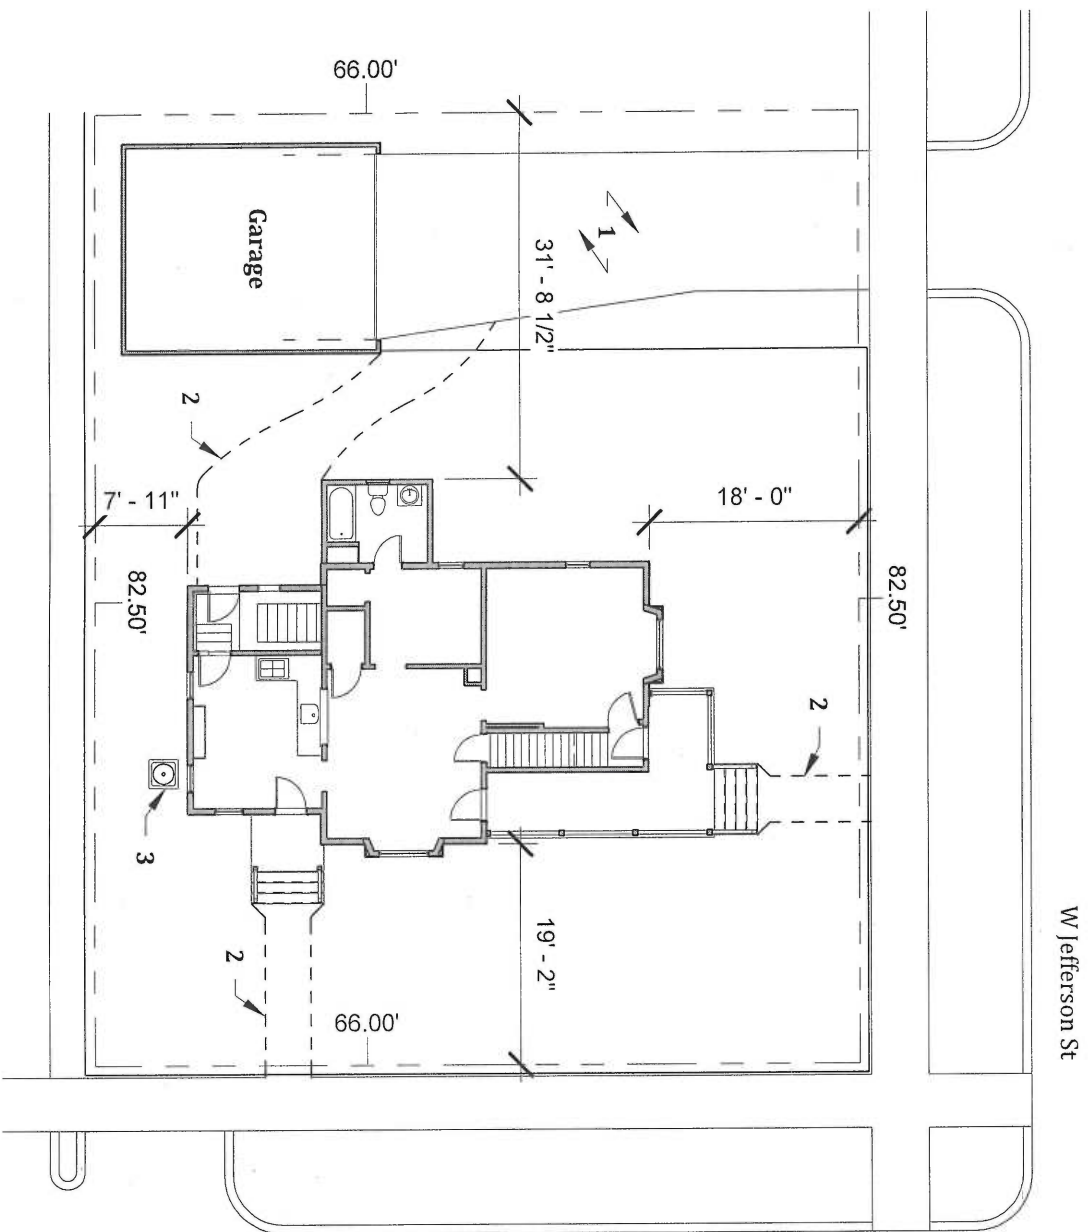 66.00'
Garage
1
31' - 8 1/2"
2
7' - 11"
18' - 0"
82.50'
82.50'
2
3
W Jefferson St
19' - 2"
2
66.00'